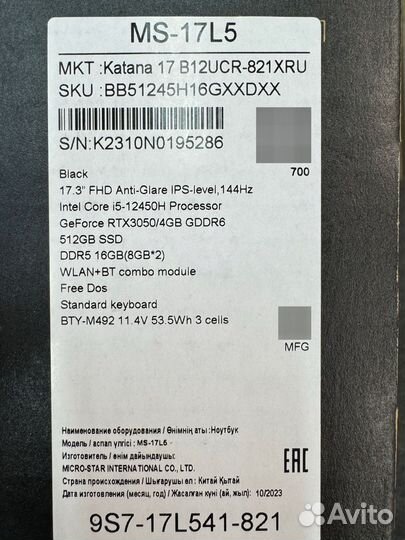 MS-17L5
MKT :Katana 17 B12UCR-821XRU
SKU :BB51245H16GXXDXX
S/N:K2310N0195286
Black
700
17.3" FHD Anti-Glare IPS-level,144Hz
Intel Core i5-12450H Processor
GeForce RTX3050/4GB GDDR6
512GB SSD
DDR5 16GB(8GB*2)
WLAN+BT combo module
Free Dos
Standard keyboard
BTY-M492 11.4V 53.5Wh 3 cells
MFG
Наименование оборудования / Өнімнің аты : Ноутбук
Модель / аспап үлгісі : MS-17L5
Изготовитель / өнім дайындаушы:
MICRO-STAR INTERNATIONAL CO., LTD.
Страна происхождения / Шығарушы ел : Китай Қытай
Дата изготовления (месяц, год) / Жасалған күні (ай, жыл): 10/2023
EAC
9S7-17L541-821
Avito